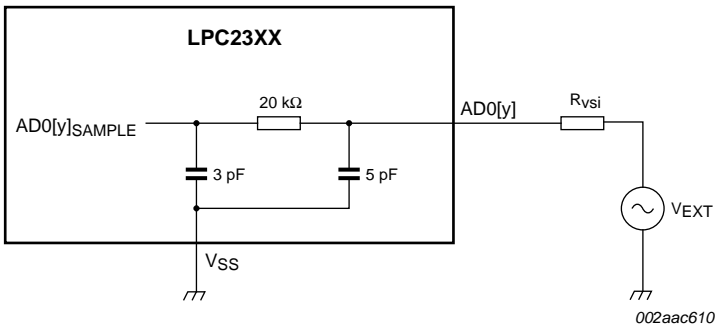 LPC23XX
AD0[y]SAMPLE
20 kΩ
AD0[y]
Rvsi
3 pF
5 pF
VEXT
VSS
002aac610